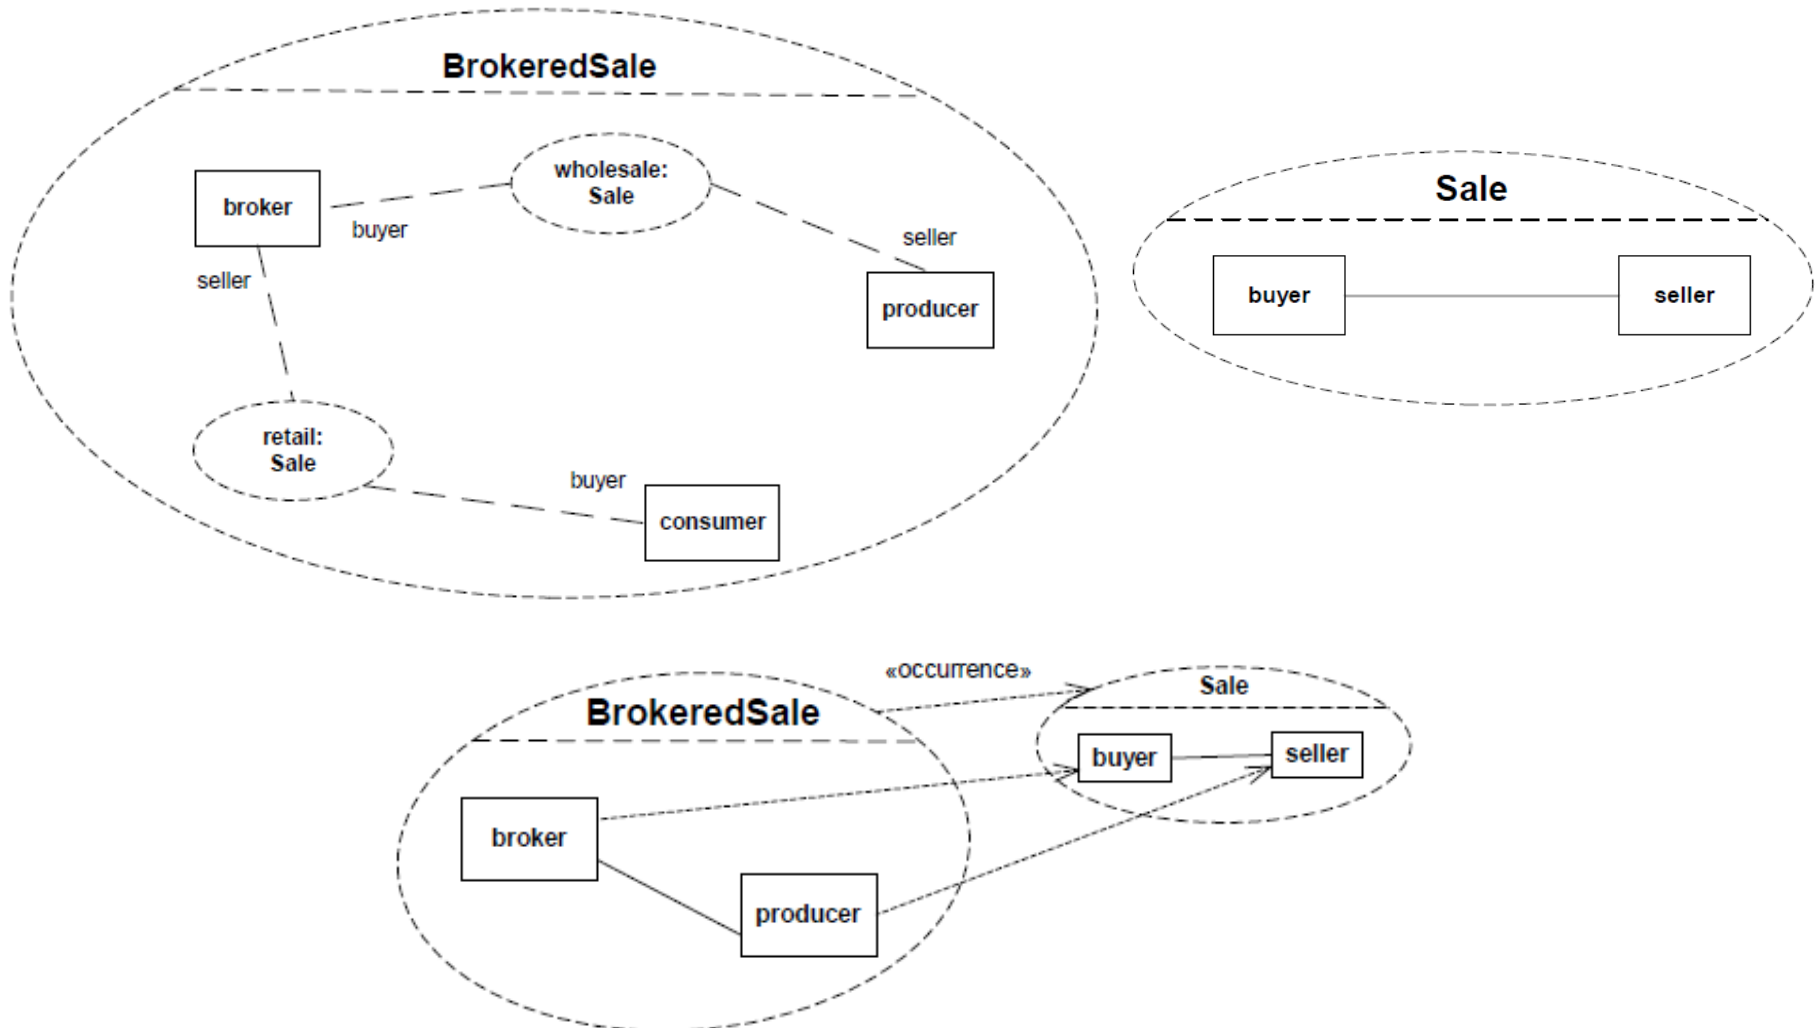 BrokeredSale
wholesale:
Sale
broker
buyer
seller
seller
producer
retail:
Sale
buyer
consumer
Sale
buyer
seller
«occurrence»
BrokeredSale
Sale
buyer
seller
broker
producer